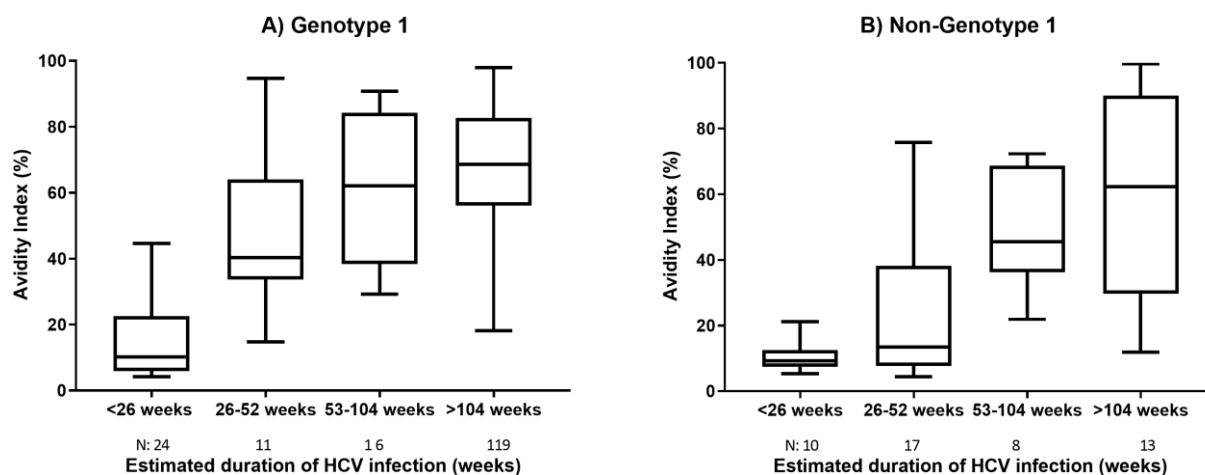 A) Genotype 1
Avidity Index (%)
100
80
60
40
20
0
<26 weeks 26-52 weeks 53-104 weeks >104 weeks
N: 24 11 16 119
Estimated duration of HCV infection (weeks)
B) Non-Genotype 1
Avidity Index (%)
100
80
60
40
20
0
<26 weeks 26-52 weeks 53-104 weeks >104 weeks
N: 10 17 8 13
Estimated duration of HCV infection (weeks)